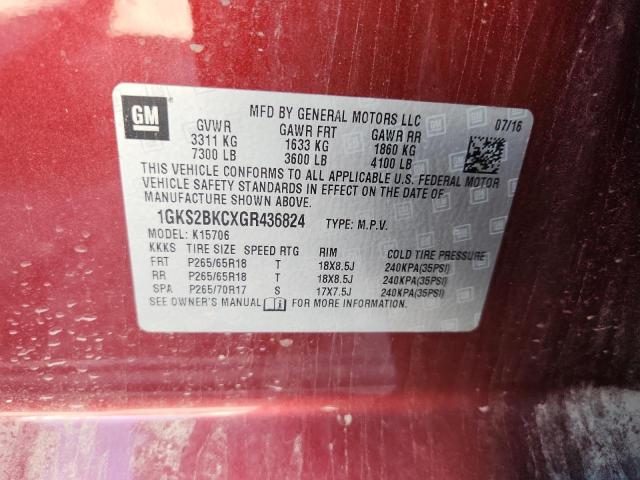 GM
MFD BY GENERAL MOTORS LLC 07/16
GVWR GAWR FRT GAWR RR
3311 KG 1633 KG 1860 KG
7300 LB 3600 LB 4100 LB
THIS VEHICLE CONFORMS TO ALL APPLICABLE U.S. FEDERAL MOTOR
VEHICLE SAFETY STANDARDS IN EFFECT ON THE DATE OF
MANUFACTURE SHOWN ABOVE.
1GKS2BKCXGR436824 TYPE: M.P.V.
MODEL: K15706
KKKS TIRE SIZE SPEED RTG RIM COLD TIRE PRESSURE
FRT P265/65R18 T 18X8.5J 240KPA(35PSI)
RR P265/65R18 T 18X8.5J 240KPA(35PSI)
SPA P265/70R17 S 17X7.5J 240KPA(35PSI)
SEE OWNER'S MANUAL FOR MORE INFORMATION.